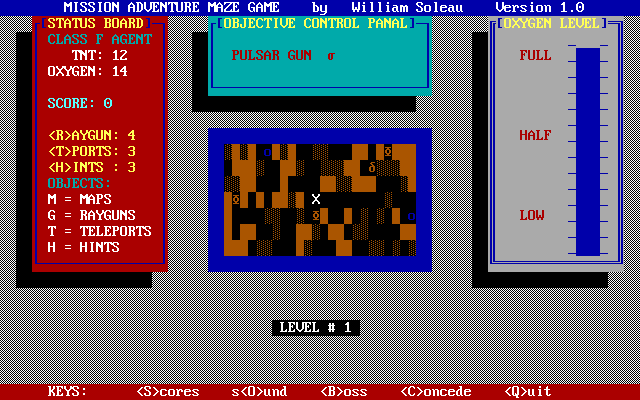 MISSION ADVENTURE MAZE GAME by William Soleau Version 1.0
STATUS BOARD
CLASS F AGENT
TNT: 12
OXYGEN: 14
SCORE: 0
<R>AYGUN: 4
<T>PORTS: 3
<H>INTS : 3
OBJECTS:
M = MAPS
G = RAYGUNS
T = TELEPORTS
H = HINTS
[OBJECTIVE CONTROL PANAL]
PULSAR GUN σ
X
LEVEL # 1
[OXYGEN LEVEL]
FULL
HALF
LOW
KEYS: <S>cores s<O>und <B>oss <C>oncede <Q>uit